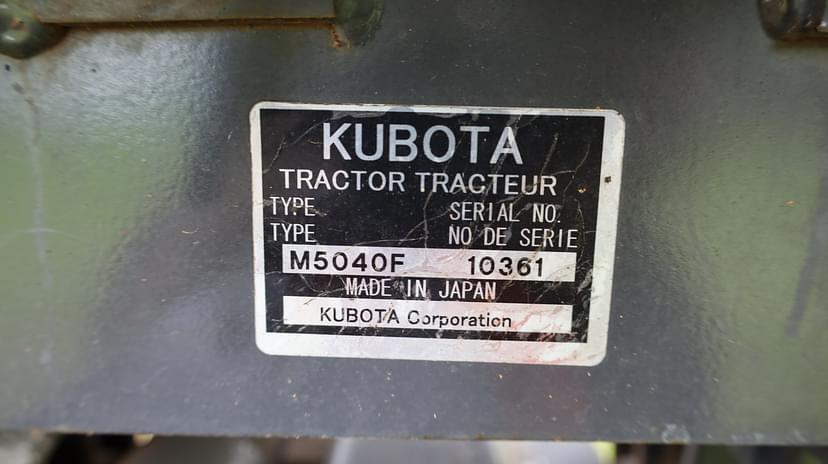 KUBOTA
TRACTOR TRACTEUR
TYPE SERIAL NO.
TYPE NO DE SERIE
M5040F 10361
MADE IN JAPAN
KUBOTA Corporation